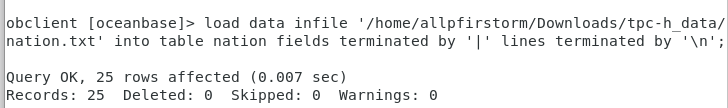 obclient [oceanbase]> load data infile '/home/allpfirstorm/Downloads/tpc-h_data/
nation.txt' into table nation fields terminated by '|' lines terminated by '\n';
Query OK, 25 rows affected (0.007 sec)
Records: 25  Deleted: 0  Skipped: 0  Warnings: 0